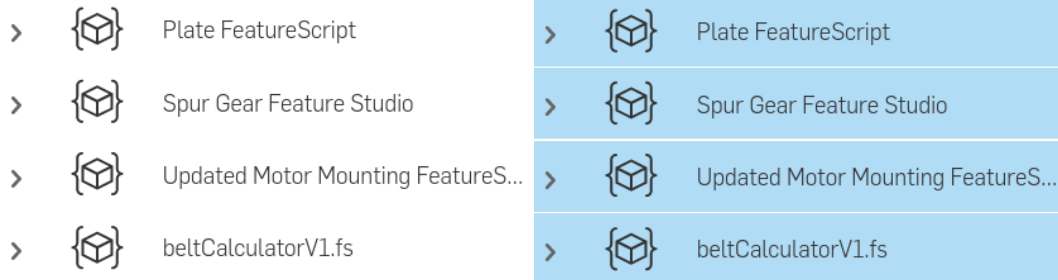 Plate FeatureScript
Spur Gear Feature Studio
Updated Motor Mounting FeatureS...
beltCalculatorV1.fs
Plate FeatureScript
Spur Gear Feature Studio
Updated Motor Mounting FeatureS...
beltCalculatorV1.fs